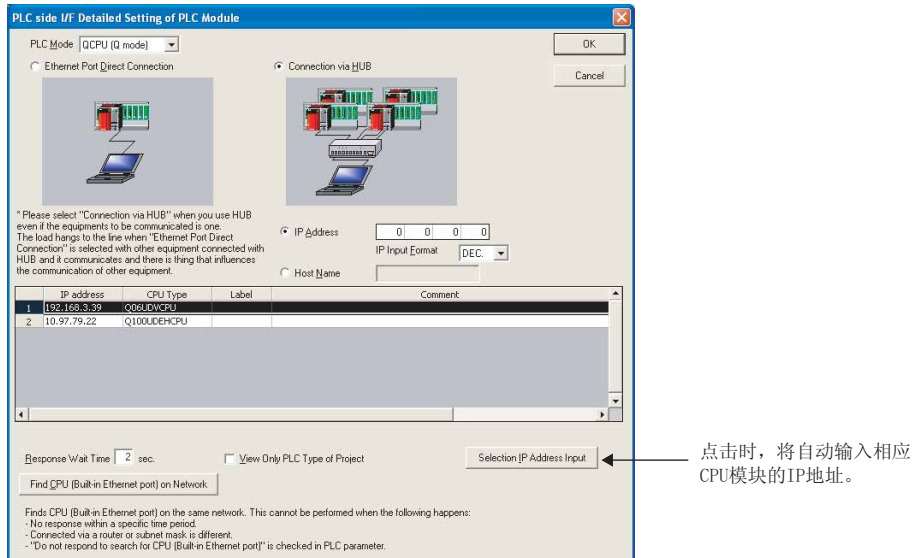 PLC side I/F Detailed Setting of PLC Module
PLC Mode QCPU (Q mode)
OK
Cancel
Ethernet Port Direct Connection
Connection via HUB
* Please select "Connection via HUB" when you use HUB
even if the equipments to be communicated is one.
The load hangs to the line when "Ethernet Port Direct
Connection" is selected with other equipment connected with
HUB and it communicates and there is thing that influences
the communication of other equipment.
IP Address 0 0 0 0
IP Input Format DEC.
Host Name
IP address CPU Type Label Comment
1 192.168.3.39 Q06UDVCPU
2 10.97.79.22 Q100UDEHCPU
Response Wait Time 2 sec.
View Only PLC Type of Project
Selection IP Address Input
点击时，将自动输入相应
CPU模块的IP地址。
Find CPU (Built-in Ethernet port) on Network
Finds CPU (Built-in Ethernet port) on the same network. This cannot be performed when the following happens:
- No response within a specific time period.
- Connected via a router or subnet mask is different.
- "Do not respond to search for CPU (Built-in Ethernet port)" is checked in PLC parameter.